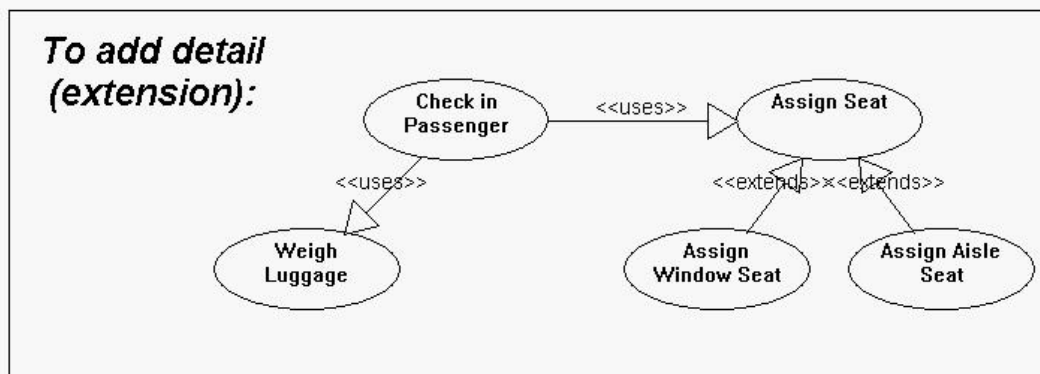 To add detail
(extension):
Check in
Passenger
<<uses>>
Assign Seat
<<uses>>
<<extends>>
<<extends>>
Weigh
Luggage
Assign
Window Seat
Assign Aisle
Seat